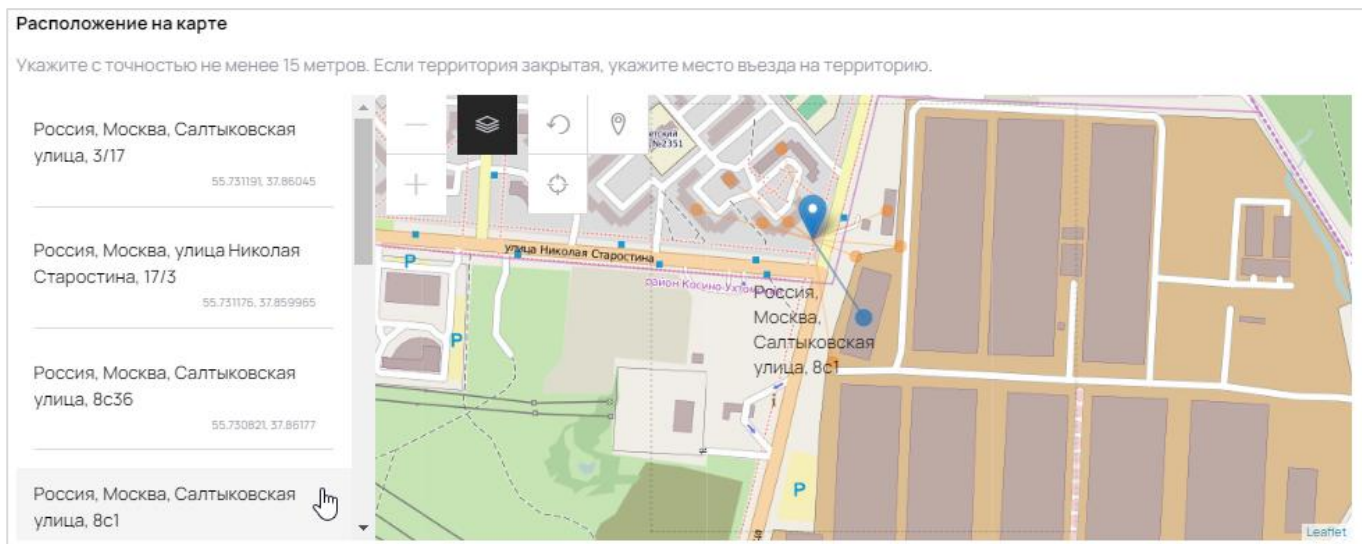 Расположение на карте
Укажите с точностью не менее 15 метров. Если территория закрытая, укажите место въезда на территорию.
Россия, Москва, Салтыковская
улица, 3/17
55.731191, 37.86045
Россия, Москва, улица Николая
Старостина, 17/3
55.731176, 37.859965
Россия, Москва, Салтыковская
улица, 8с36
55.730821, 37.86177
Россия, Москва, Салтыковская
улица, 8с1
№2351
улица Николая Старостина
район Косино-Ухтомский
Россия,
Москва,
Салтыковская
улица, 8с1
P
P
P
Leaflet